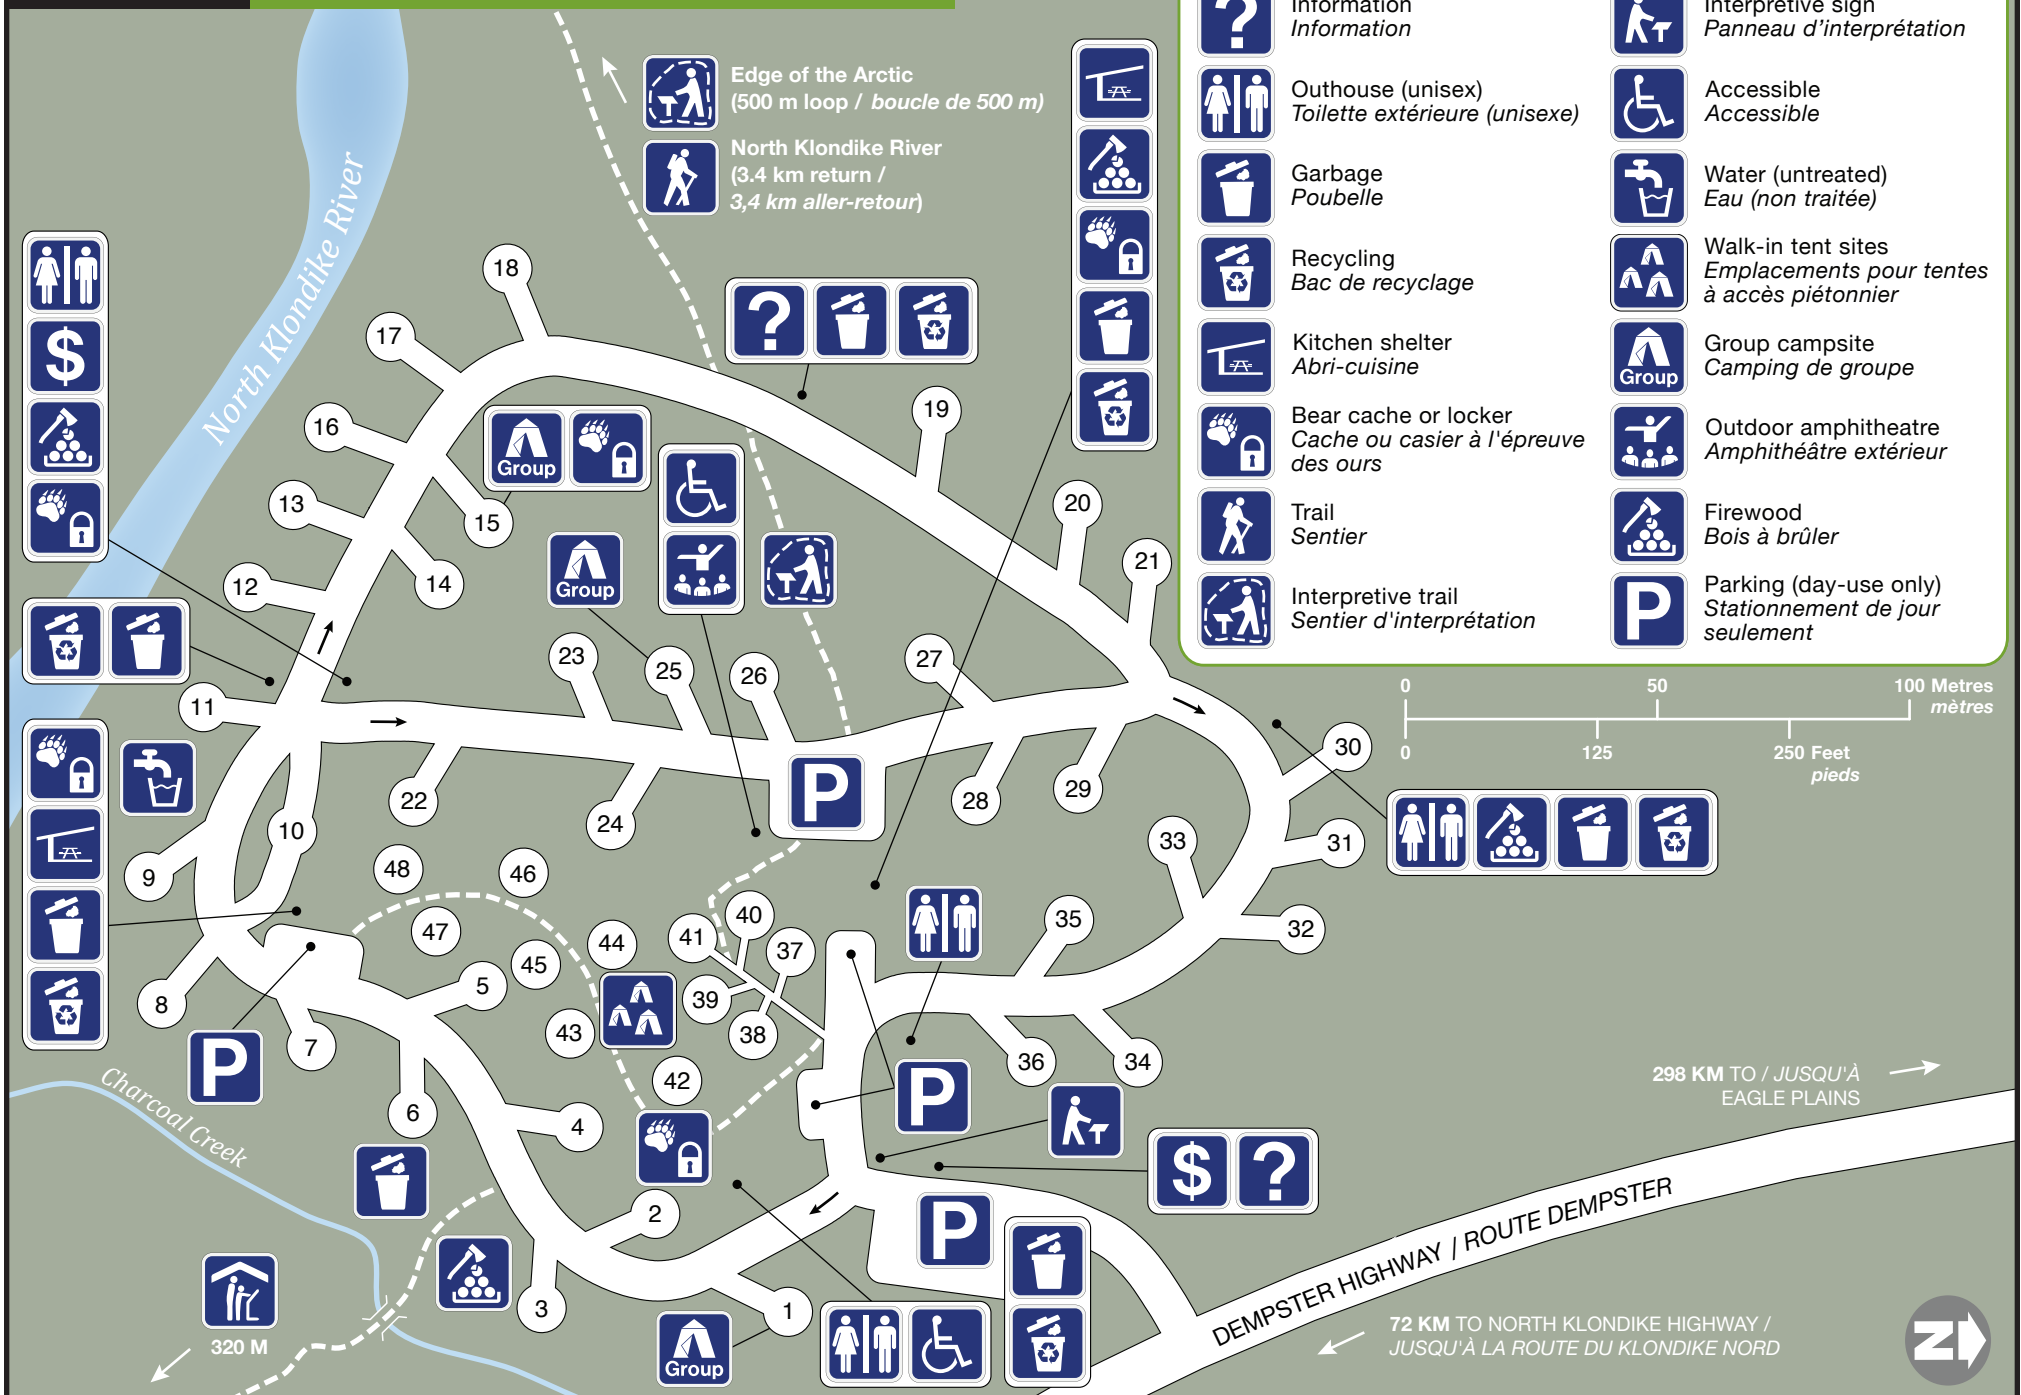 Information
Information
Interpretive sign
Panneau d'interprétation
Outhouse (unisex)
Toilette extérieure (unisexe)
Accessible
Accessible
Garbage
Poubelle
Water (untreated)
Eau (non traitée)
Recycling
Bac de recyclage
Walk-in tent sites
Emplacements pour tentes
à accès piétonnier
Kitchen shelter
Abri-cuisine
Group
Group campsite
Camping de groupe
Bear cache or locker
Cache ou casier à l'épreuve
des ours
Outdoor amphitheatre
Amphithéâtre extérieur
Trail
Sentier
Firewood
Bois à brûler
Interpretive trail
Sentier d'interprétation
P
Parking (day-use only)
Stationnement de jour
seulement
Edge of the Arctic
(500 m loop / boucle de 500 m)
North Klondike River
(3.4 km return /
3,4 km aller-retour)
North Klondike River
?
$
18
17
?
16
19
Group
13
15
20
14
Group
21
12
23
25
26
27
11
0 50 100 Metres
mètres
0 125 250 Feet
pieds
30
22
24
P
28
29
10
33
31
9
48
46
47
44
41
40
37
35
32
45
5
39
8
43
38
7
P
36
34
42
P
6
4
Charcoal Creek
298 KM TO / JUSQU'À
EAGLE PLAINS
$ ?
2
P
3
1
Group
320 M
DEMPSTER HIGHWAY / ROUTE DEMPSTER
72 KM TO NORTH KLONDIKE HIGHWAY /
JUSQU'À LA ROUTE DU KLONDIKE NORD
N